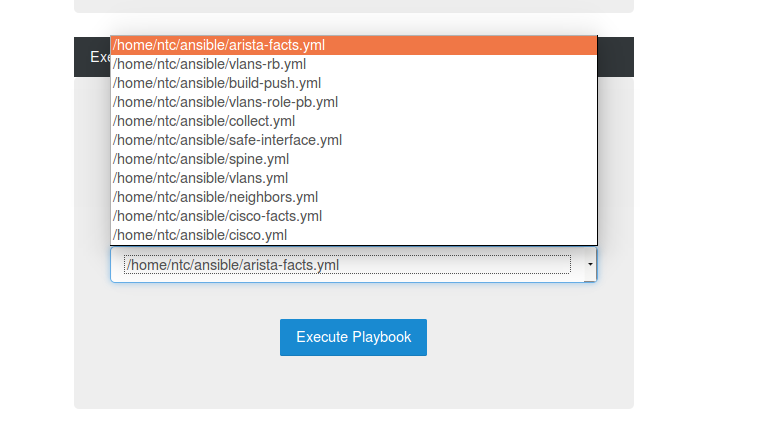 /home/ntc/ansible/arista-facts.yml
/home/ntc/ansible/vlans-rb.yml
/home/ntc/ansible/build-push.yml
/home/ntc/ansible/vlans-role-pb.yml
/home/ntc/ansible/collect.yml
/home/ntc/ansible/safe-interface.yml
/home/ntc/ansible/spine.yml
/home/ntc/ansible/vlans.yml
/home/ntc/ansible/neighbors.yml
/home/ntc/ansible/cisco-facts.yml
/home/ntc/ansible/cisco.yml
/home/ntc/ansible/arista-facts.yml
Execute Playbook